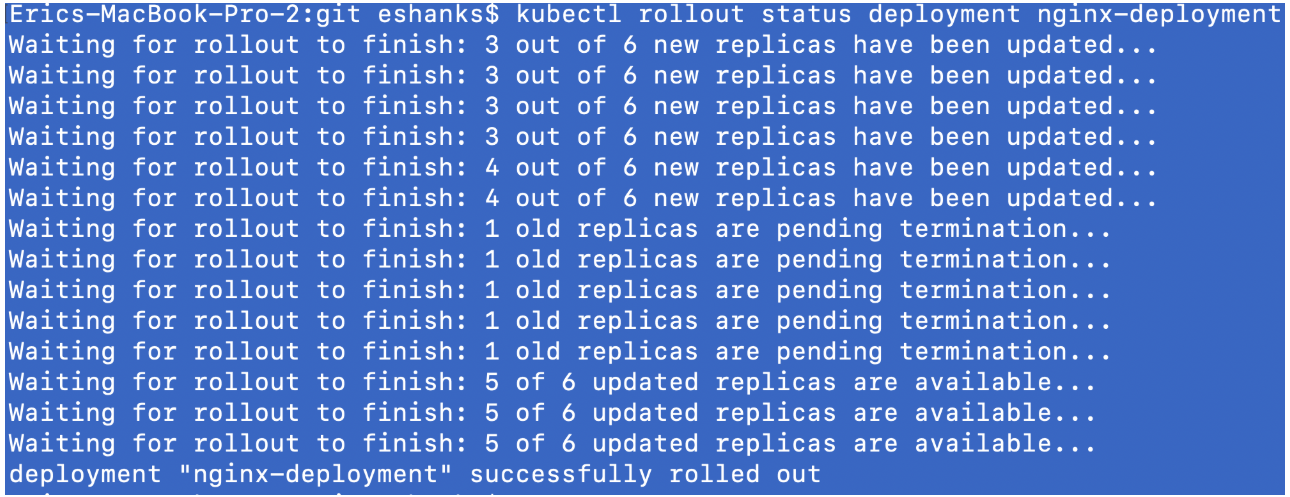 Erics-MacBook-Pro-2:git eshanks$ kubectl rollout status deployment nginx-deployment
Waiting for rollout to finish: 3 out of 6 new replicas have been updated...
Waiting for rollout to finish: 3 out of 6 new replicas have been updated...
Waiting for rollout to finish: 3 out of 6 new replicas have been updated...
Waiting for rollout to finish: 3 out of 6 new replicas have been updated...
Waiting for rollout to finish: 4 out of 6 new replicas have been updated...
Waiting for rollout to finish: 4 out of 6 new replicas have been updated...
Waiting for rollout to finish: 1 old replicas are pending termination...
Waiting for rollout to finish: 1 old replicas are pending termination...
Waiting for rollout to finish: 1 old replicas are pending termination...
Waiting for rollout to finish: 1 old replicas are pending termination...
Waiting for rollout to finish: 1 old replicas are pending termination...
Waiting for rollout to finish: 5 of 6 updated replicas are available...
Waiting for rollout to finish: 5 of 6 updated replicas are available...
Waiting for rollout to finish: 5 of 6 updated replicas are available...
deployment "nginx-deployment" successfully rolled out